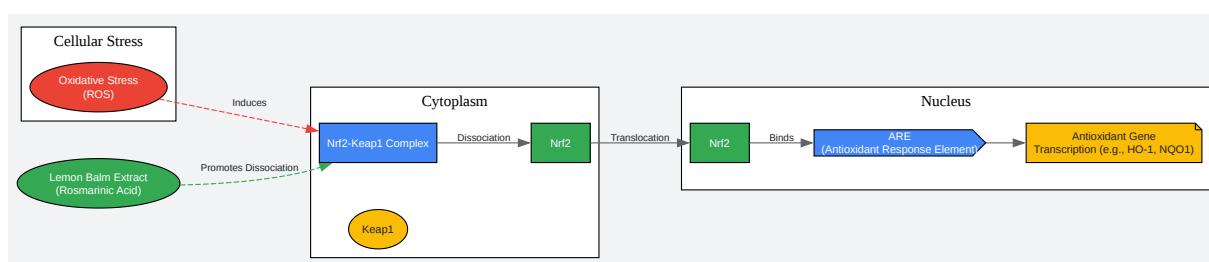 Cellular Stress
Oxidative Stress
(ROS)
Induces
Lemon Balm Extract
(Rosmarinic Acid)
Promotes Dissociation
Cytoplasm
Nrf2-Keap1 Complex
Dissociation
Nrf2
Keap1
Translocation
Nucleus
Nrf2
Binds
ARE
(Antioxidant Response Element)
Antioxidant Gene
Transcription (e.g., HO-1, NQO1)